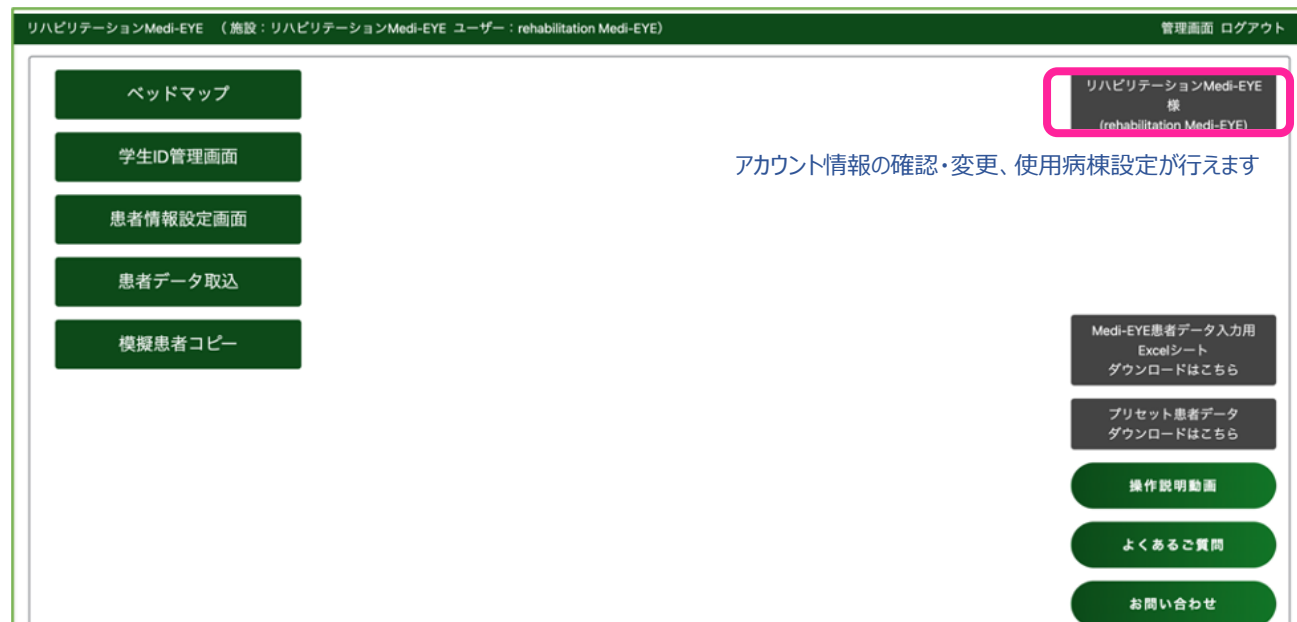 リハビリテーションMedi-EYE （施設：リハビリテーションMedi-EYE ユーザー：rehabilitation Medi-EYE）
管理画面 ログアウト
ベッドマップ
学生ID管理画面
患者情報設定画面
患者データ取込
模擬患者コピー
リハビリテーションMedi-EYE
様
(rehabilitation Medi-EYE)
アカウント情報の確認・変更、使用病棟設定が行えます
Medi-EYE患者データ入力用
Excelシート
ダウンロードはこちら
プリセット患者データ
ダウンロードはこちら
操作説明動画
よくあるご質問
お問い合わせ